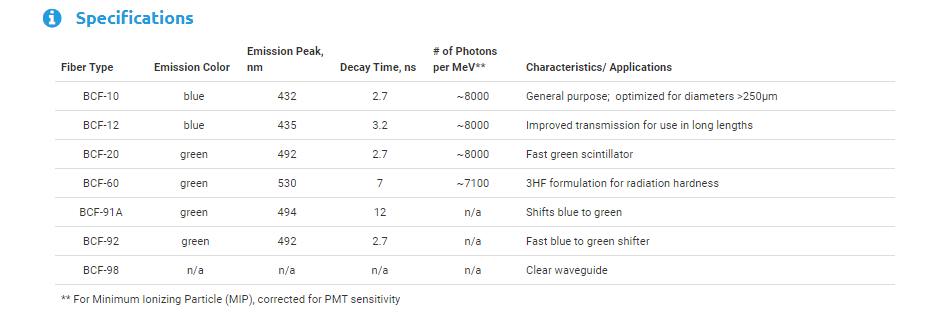 Specifications
Fiber Type Emission Color Emission Peak, nm Decay Time, ns # of Photons per MeV** Characteristics/ Applications
BCF-10 blue 432 2.7 ~8000 General purpose; optimized for diameters >250µm
BCF-12 blue 435 3.2 ~8000 Improved transmission for use in long lengths
BCF-20 green 492 2.7 ~8000 Fast green scintillator
BCF-60 green 530 7 ~7100 3HF formulation for radiation hardness
BCF-91A green 494 12 n/a Shifts blue to green
BCF-92 green 492 2.7 n/a Fast blue to green shifter
BCF-98 n/a n/a n/a n/a Clear waveguide
** For Minimum Ionizing Particle (MIP), corrected for PMT sensitivity